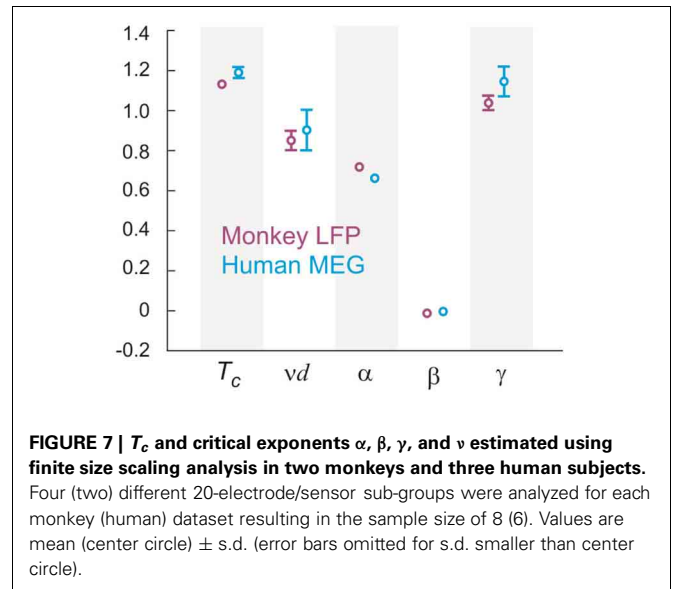 1.4
1.2
1.0
0.8
0.6
0.4
0.2
0
-0.2
Monkey LFP
Human MEG
Tc νd α β γ
FIGURE 7 | Tc and critical exponents α, β, γ, and ν estimated using
finite size scaling analysis in two monkeys and three human subjects.
Four (two) different 20-electrode/sensor sub-groups were analyzed for each
monkey (human) dataset resulting in the sample size of 8 (6). Values are
mean (center circle) ± s.d. (error bars omitted for s.d. smaller than center
circle).